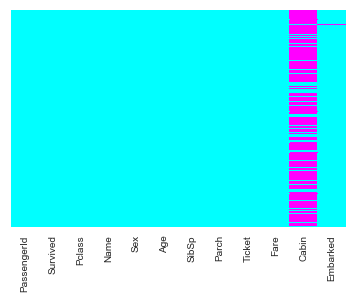 PassengerId
Survived
Pclass
Name
Sex
Age
SibSp
Parch
Ticket
Fare
Cabin
Embarked